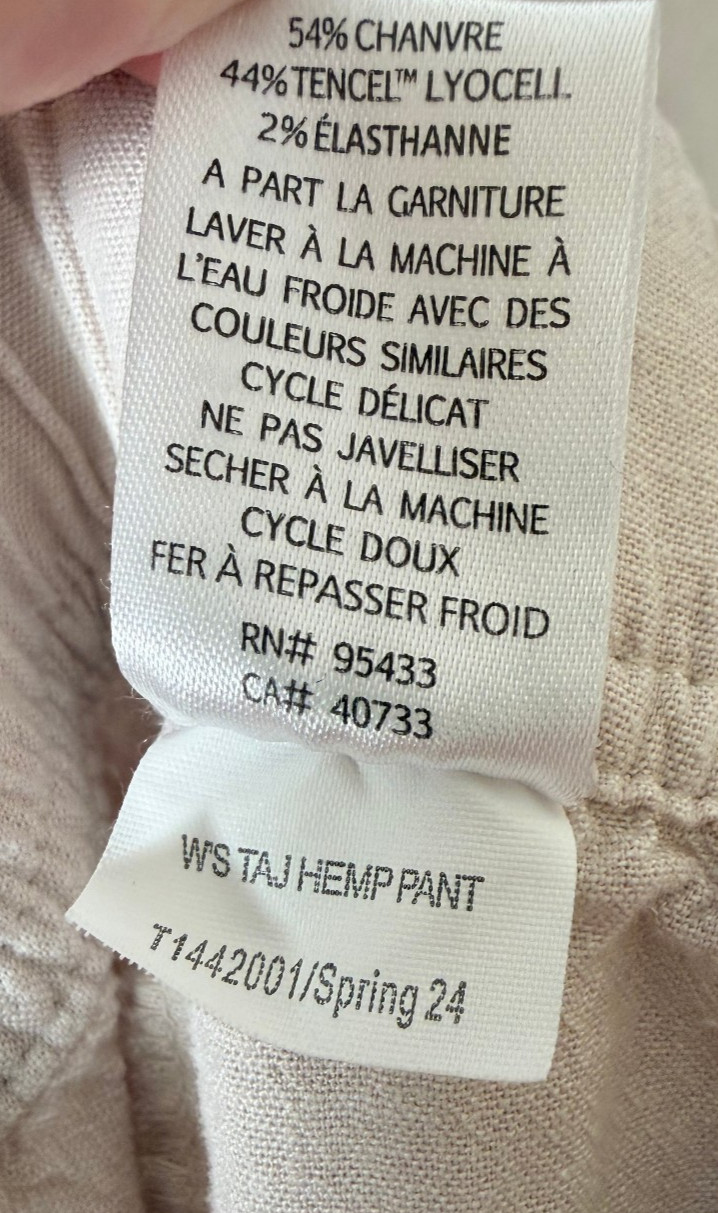 54% CHANVRE
44% TENCEL™ LYOCELL
2% ÉLASTHANNE
A PART LA GARNITURE
LAVER À LA MACHINE À
L'EAU FROIDE AVEC DES
COULEURS SIMILAIRES
CYCLE DÉLICAT
NE PAS JAVELLISER
SECHER À LA MACHINE
CYCLE DOUX
FER À REPASSER FROID
RN# 95433
CA# 40733
W'S TAJ HEMP PANT
T1442001/Spring 24